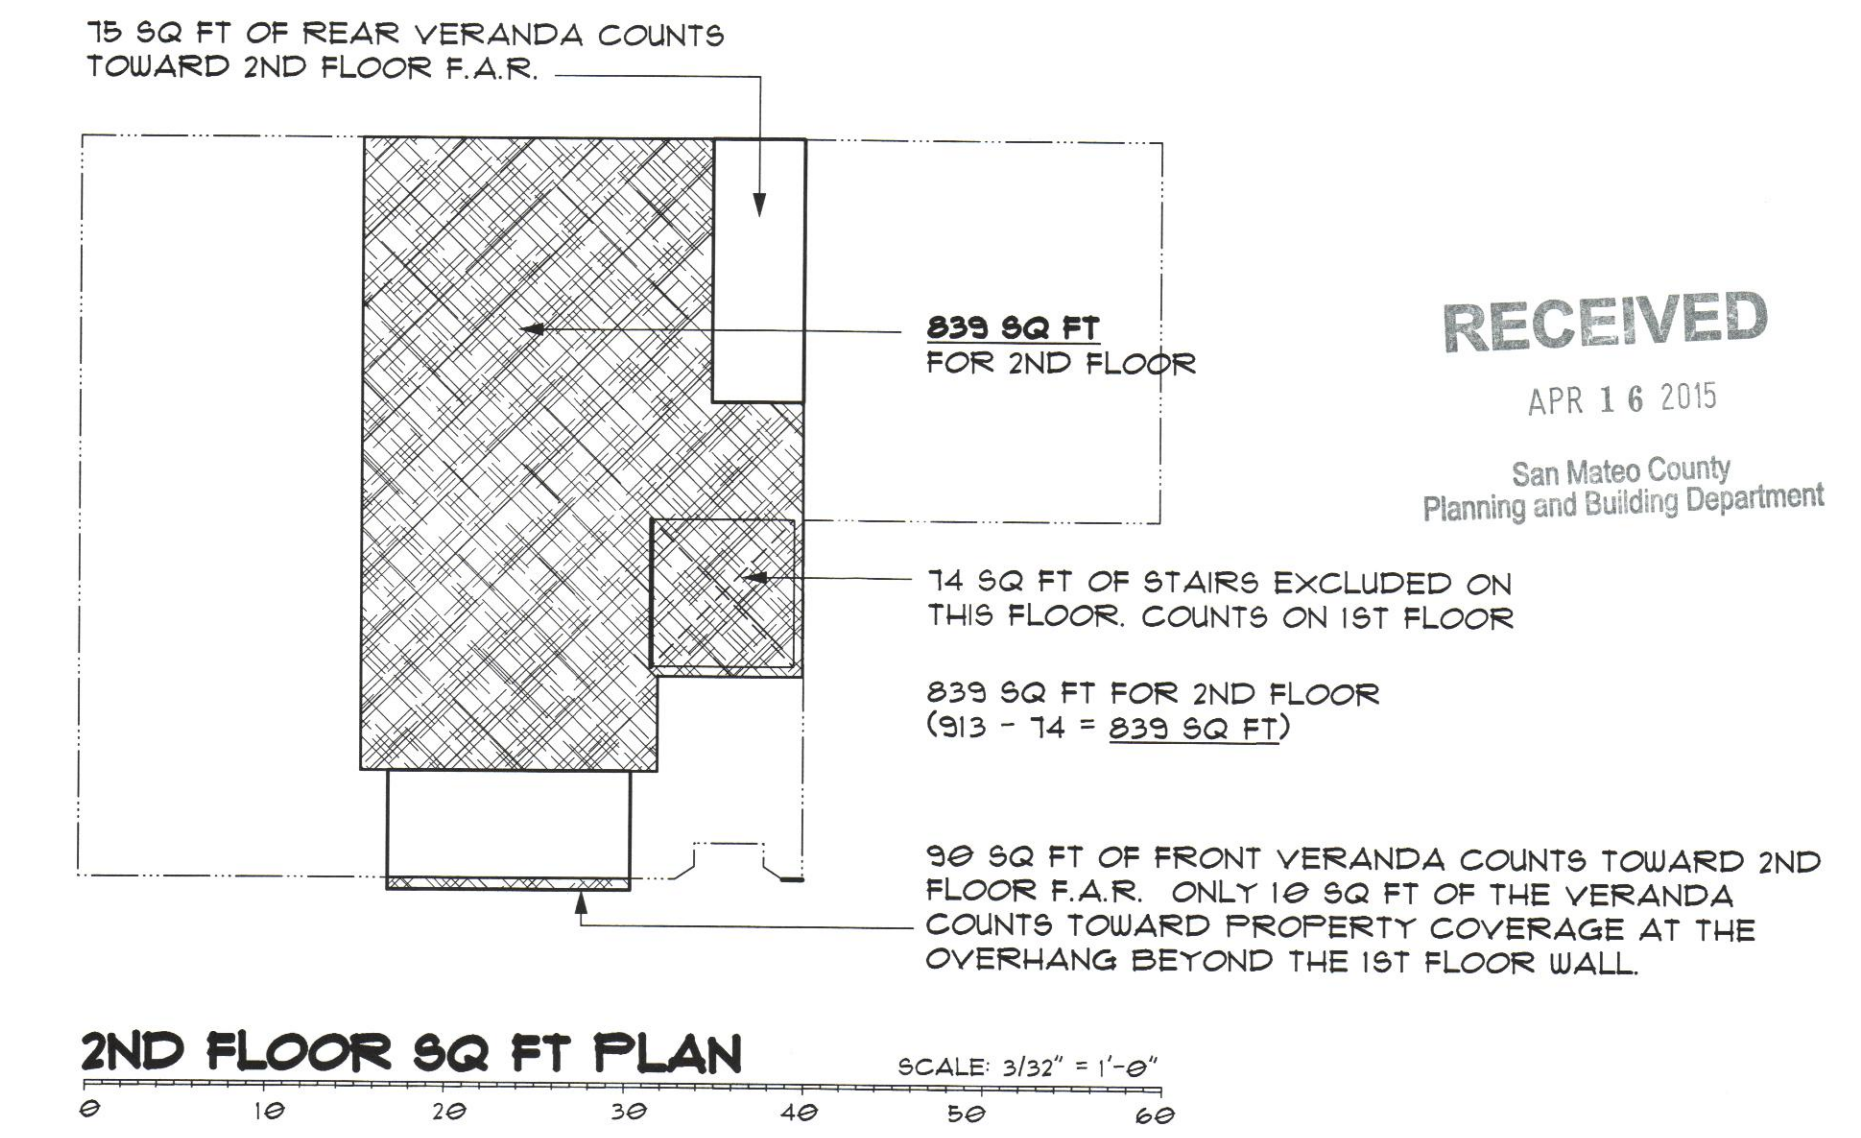 75 SQ FT OF REAR VERANDA COUNTS
TOWARD 2ND FLOOR F.A.R.
839 SQ FT
FOR 2ND FLOOR
RECEIVED
APR 16 2015
San Mateo County
Planning and Building Department
74 SQ FT OF STAIRS EXCLUDED ON
THIS FLOOR. COUNTS ON 1ST FLOOR
839 SQ FT FOR 2ND FLOOR
(913 - 74 = 839 SQ FT)
90 SQ FT OF FRONT VERANDA COUNTS TOWARD 2ND
FLOOR F.A.R. ONLY 10 SQ FT OF THE VERANDA
COUNTS TOWARD PROPERTY COVERAGE AT THE
OVERHANG BEYOND THE 1ST FLOOR WALL.
2ND FLOOR SQ FT PLAN
SCALE: 3/32" = 1'-0"
0 10 20 30 40 50 60